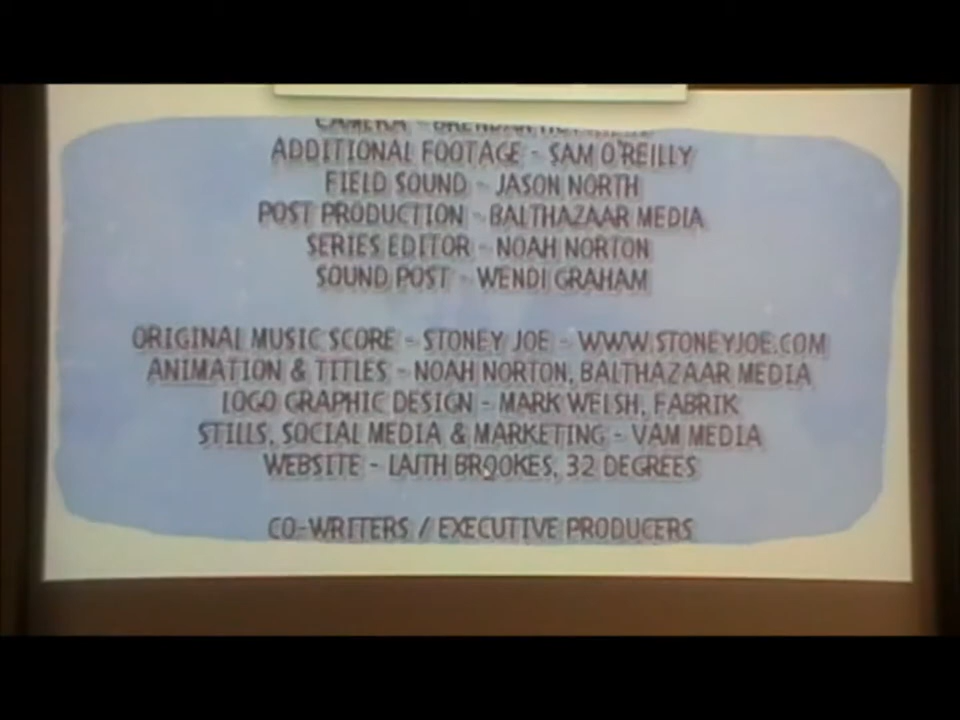 CAMERA - BRENDAN
ADDITIONAL FOOTAGE - SAM O'REILLY
FIELD SOUND - JASON NORTH
POST PRODUCTION - BALTHAZAAR MEDIA
SERIES EDITOR - NOAH NORTON
SOUND POST - WENDI GRAHAM
ORIGINAL MUSIC SCORE - STONEY JOE - WWW.STONEYJOE.COM
ANIMATION & TITLES - NOAH NORTON, BALTHAZAAR MEDIA
LOGO GRAPHIC DESIGN - MARK WELSH, FABRIK
STILLS, SOCIAL MEDIA & MARKETING - VAM MEDIA
WEBSITE - LAITH BROOKES, 32 DEGREES
CO-WRITERS / EXECUTIVE PRODUCERS